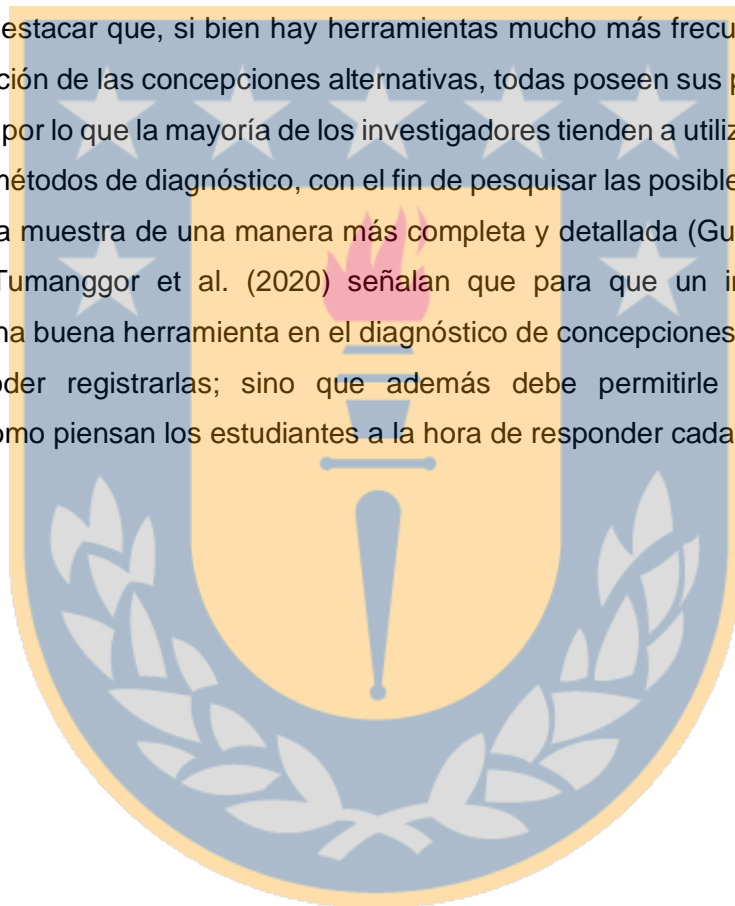 estacar que, si bien hay herramientas mucho más frecu
ción de las concepciones alternativas, todas poseen sus p
por lo que la mayoría de los investigadores tienden a utiliz
métodos de diagnóstico, con el fin de pesquisar las posible
a muestra de una manera más completa y detallada (Gu
Tumanggor et al. (2020) señalan que para que un i
na buena herramienta en el diagnóstico de concepciones
oder registrarlas; sino que además debe permitirle
omo piensan los estudiantes a la hora de responder cada